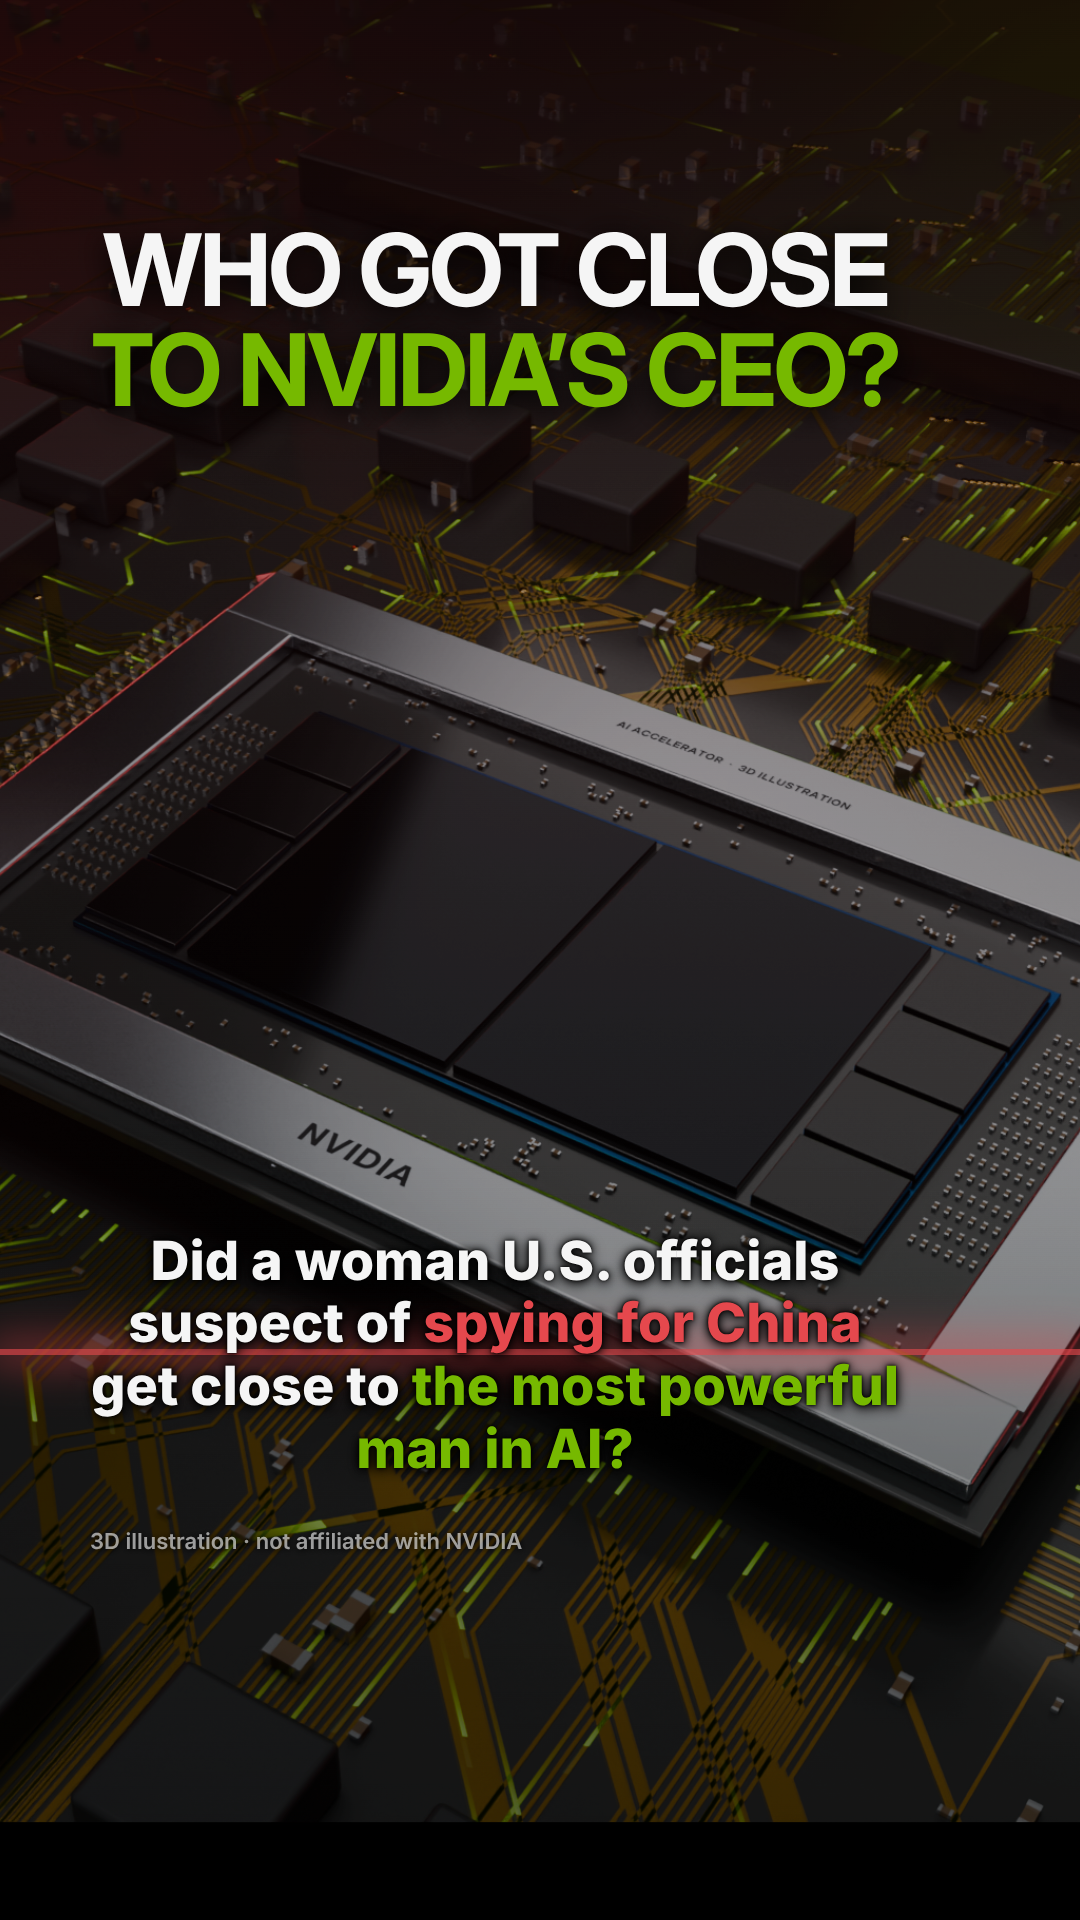 WHO GOT CLOSE
TO NVIDIA'S CEO?
AI ACCELERATOR · 3D ILLUSTRATION
NVIDIA
Did a woman U.S. officials
suspect of spying for China
get close to the most powerful
man in AI?
3D illustration · not affiliated with NVIDIA